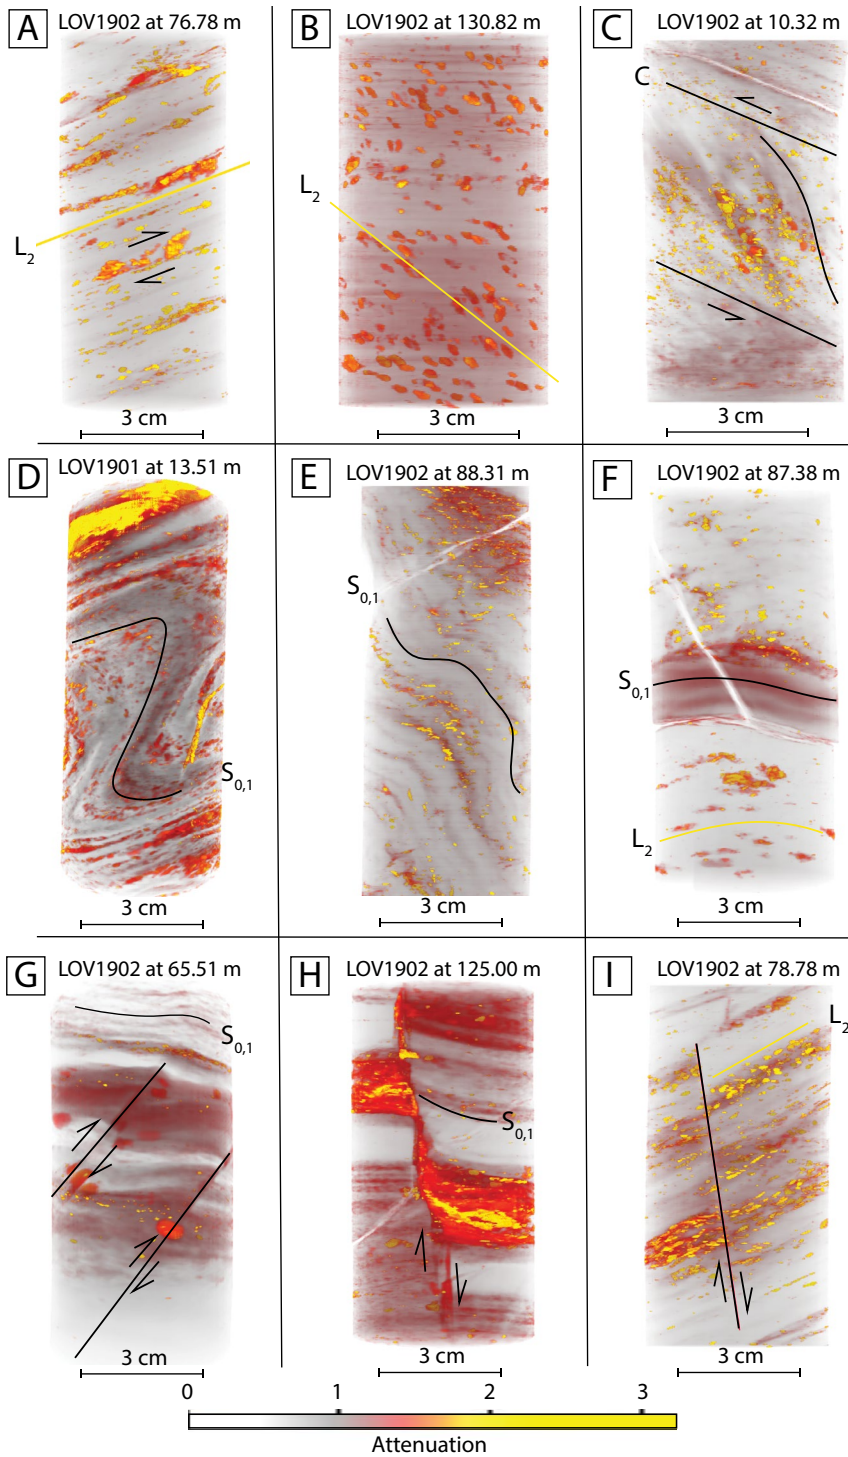 A LOV1902 at 76.78 m
L2
3 cm
B LOV1902 at 130.82 m
L2
3 cm
C LOV1902 at 10.32 m
C
3 cm
D LOV1901 at 13.51 m
S0,1
3 cm
E LOV1902 at 88.31 m
S0,1
3 cm
F LOV1902 at 87.38 m
S0,1
L2
3 cm
G LOV1902 at 65.51 m
S0,1
3 cm
H LOV1902 at 125.00 m
S0,1
3 cm
I LOV1902 at 78.78 m
L2
3 cm
0 1 2 3
Attenuation